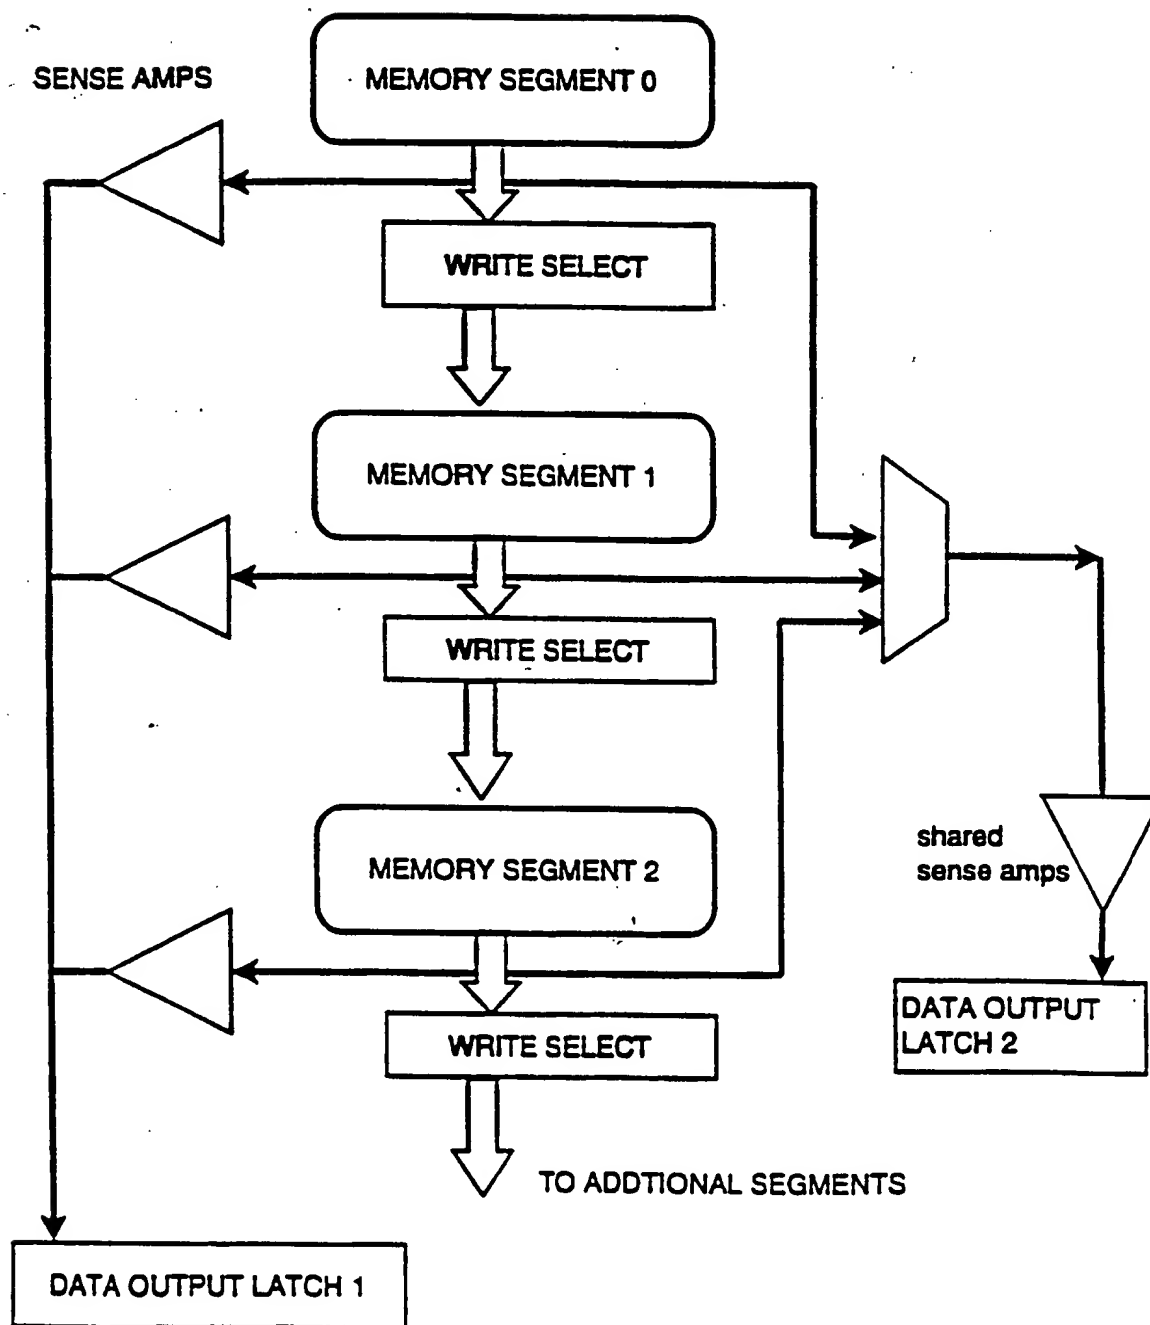 SENSE AMPS
MEMORY SEGMENT 0
WRITE SELECT
MEMORY SEGMENT 1
WRITE SELECT
MEMORY SEGMENT 2
shared
sense amps
WRITE SELECT
DATA OUTPUT
LATCH 2
TO ADDTIONAL SEGMENTS
DATA OUTPUT LATCH 1